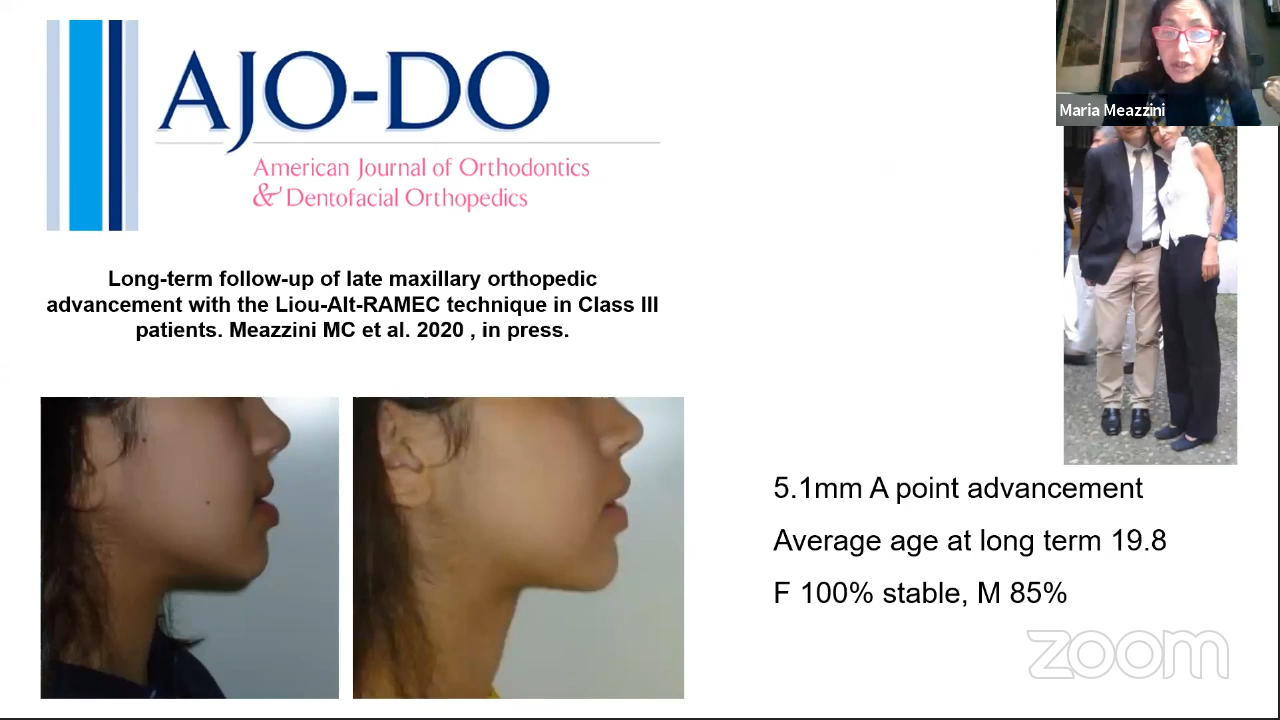 AJO-DO
American Journal of Orthodontics
& Dentofacial Orthopedics
Maria Meazzini
Long-term follow-up of late maxillary orthopedic
advancement with the Liou-Alt-RAMEC technique in Class III
patients. Meazzini MC et al. 2020 , in press.
5.1mm A point advancement
Average age at long term 19.8
F 100% stable, M 85%
zoom